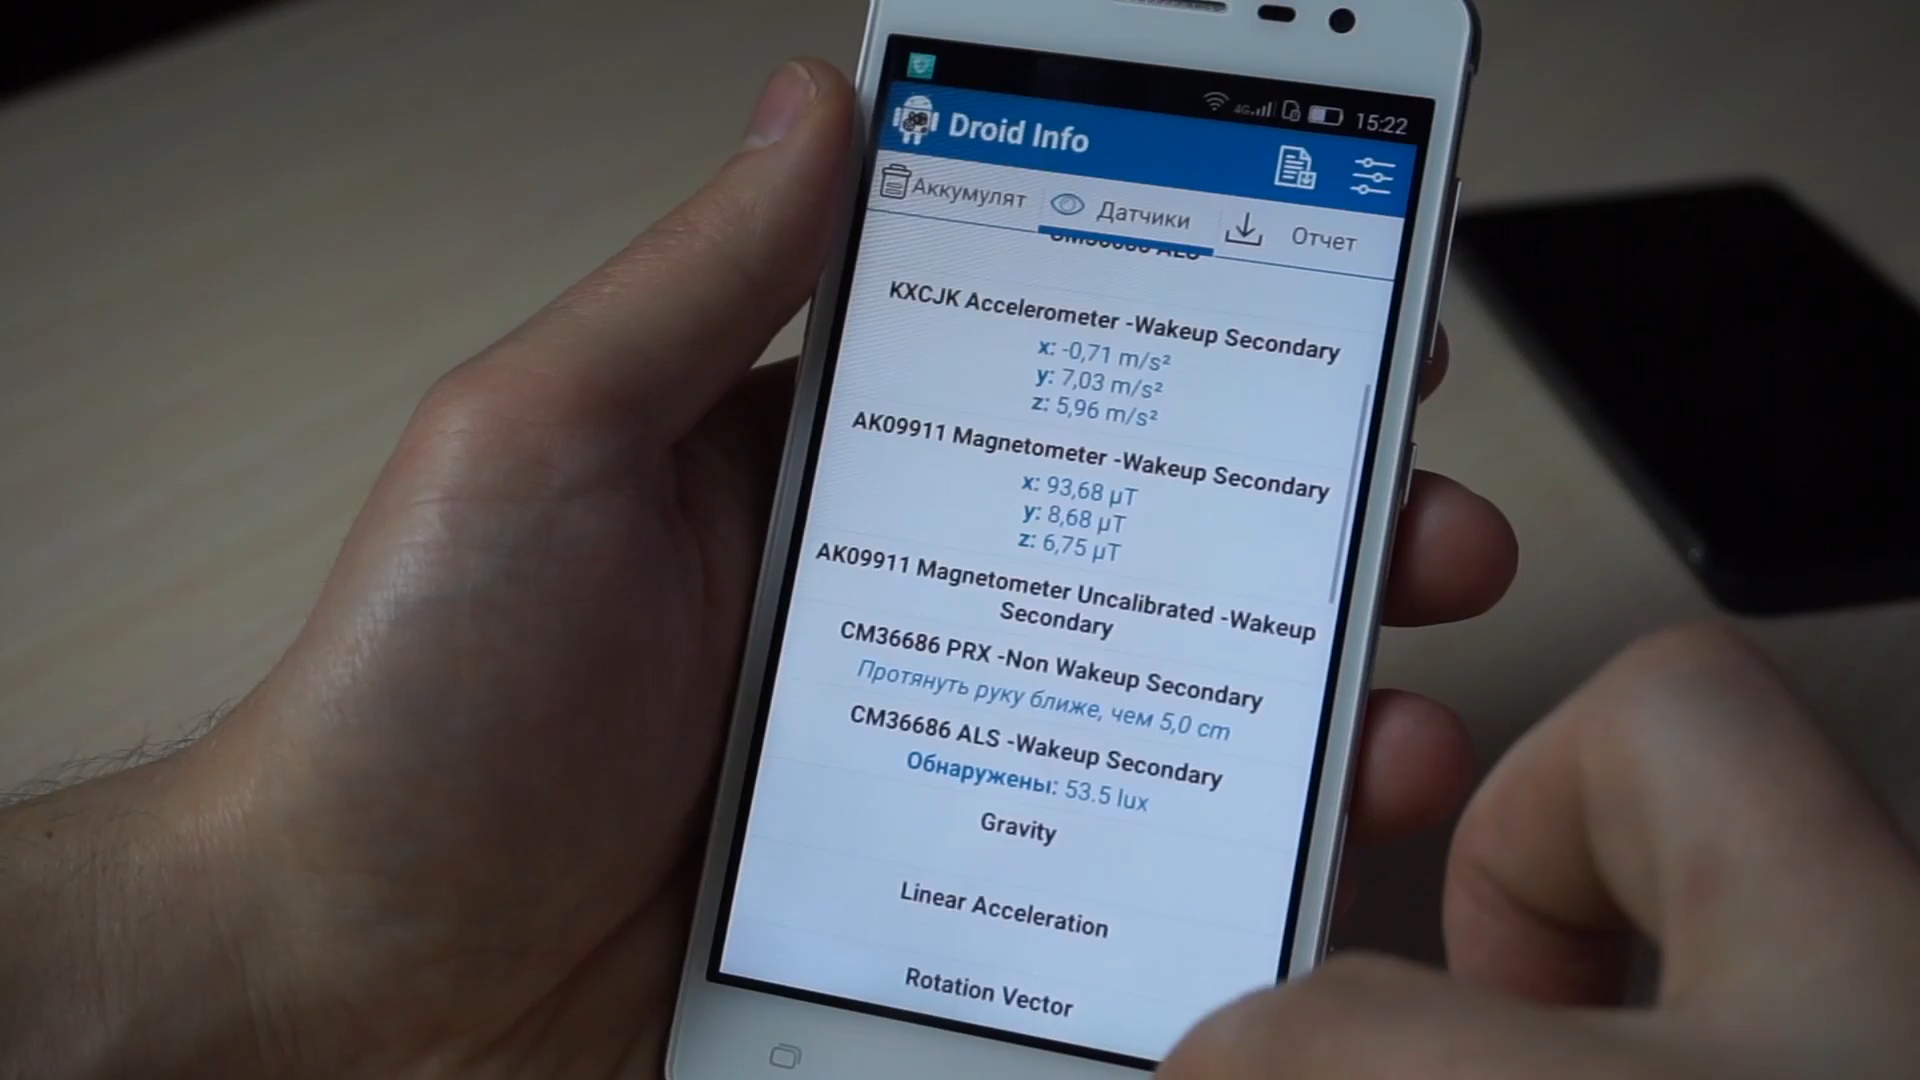 4G 15:22
Droid Info
Аккумулят Датчики Отчет
CM36686 ALS
KXCJK Accelerometer -Wakeup Secondary
x: -0,71 m/s²
y: 7,03 m/s²
z: 5,96 m/s²
AK09911 Magnetometer -Wakeup Secondary
x: 93,68 µT
y: 8,68 µT
z: 6,75 µT
AK09911 Magnetometer Uncalibrated -Wakeup
Secondary
CM36686 PRX -Non Wakeup Secondary
Протянуть руку ближе, чем 5,0 cm
CM36686 ALS -Wakeup Secondary
Обнаружены: 53.5 lux
Gravity
Linear Acceleration
Rotation Vector